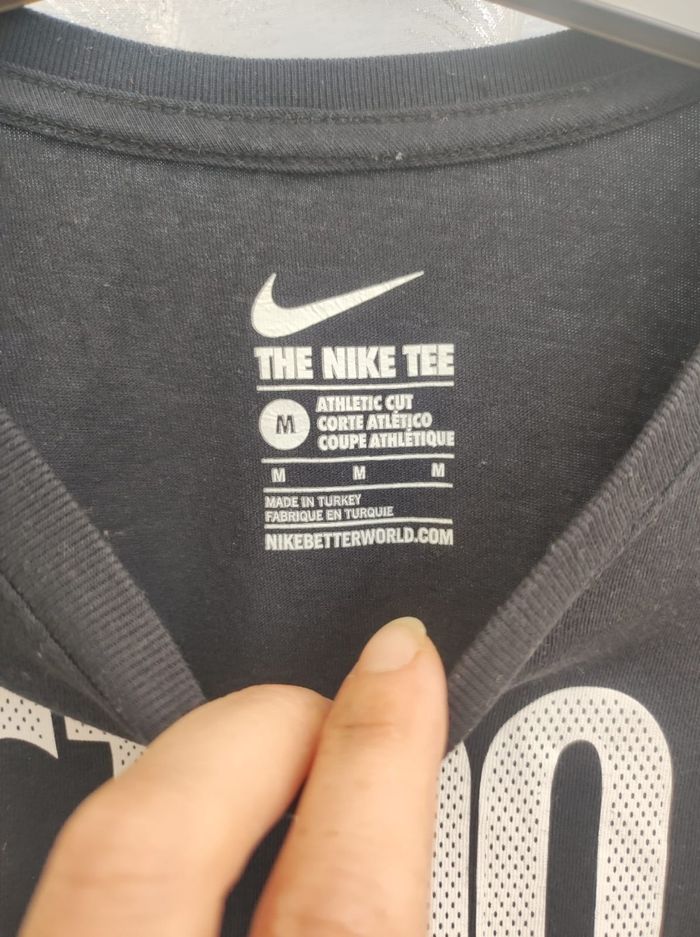 THE NIKE TEE
M
ATHLETIC CUT
CORTE ATLÉTICO
COUPE ATHLÉTIQUE
M M M
MADE IN TURKEY
FABRIQUE EN TURQUIE
NIKEBETTERWORLD.COM